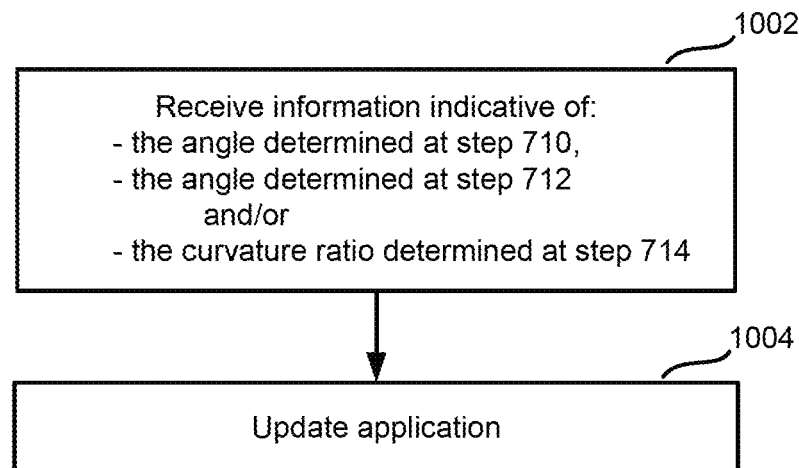 1002
Receive information indicative of:
- the angle determined at step 710,
- the angle determined at step 712
and/or
- the curvature ratio determined at step 714
1004
Update application